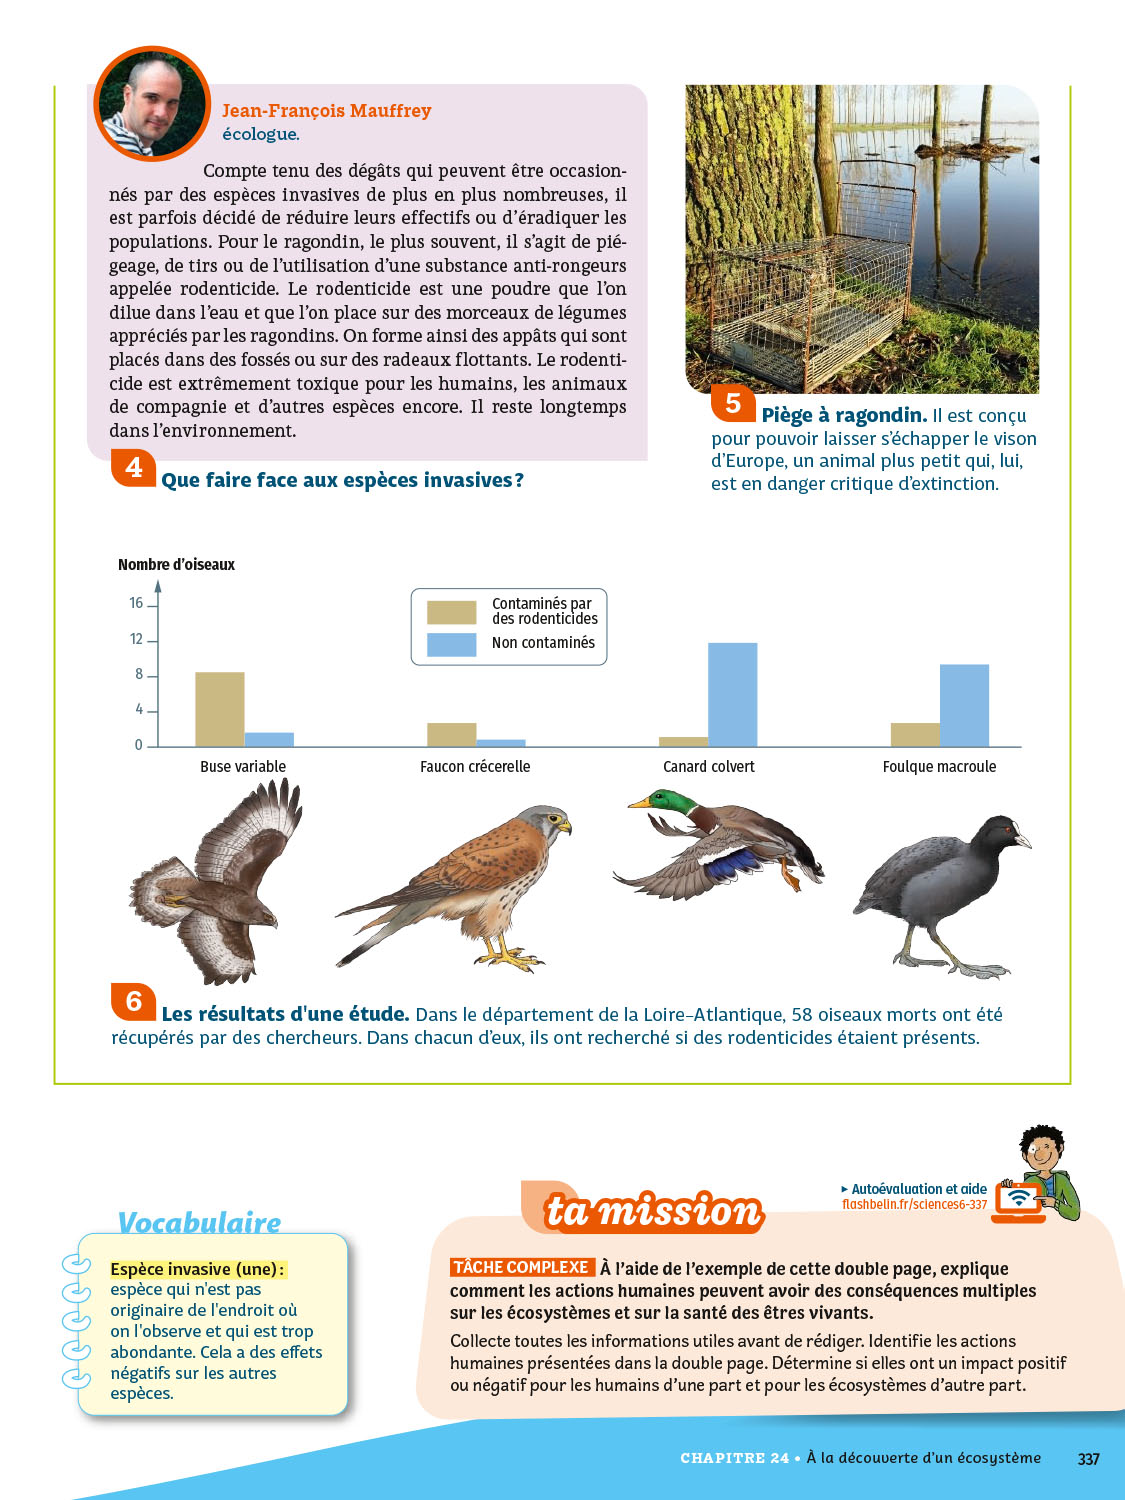 Jean-François Mauffrey
écologue.
Compte tenu des dégâts qui peuvent être occasion-
nés par des espèces invasives de plus en plus nombreuses, il
est parfois décidé de réduire leurs effectifs ou d'éradiquer les
populations. Pour le ragondin, le plus souvent, il s'agit de pié-
geage, de tirs ou de l'utilisation d'une substance anti-rongeurs
appelée rodenticide. Le rodenticide est une poudre que l'on
dilue dans l'eau et que l'on place sur des morceaux de légumes
appréciés par les ragondins. On forme ainsi des appâts qui sont
placés dans des fossés ou sur des radeaux flottants. Le rodenti-
cide est extrêmement toxique pour les humains, les animaux
de compagnie et d'autres espèces encore. Il reste longtemps
dans l'environnement.
4 Que faire face aux espèces invasives ?
5 Piège à ragondin. Il est conçu
pour pouvoir laisser s'échapper le vison
d'Europe, un animal plus petit qui, lui,
est en danger critique d'extinction.
Nombre d'oiseaux
16
12
8
4
0
Contaminés par
des rodenticides
Non contaminés
Buse variable
Faucon crécerelle
Canard colvert
Foulque macroule
6 Les résultats d'une étude. Dans le département de la Loire-Atlantique, 58 oiseaux morts ont été
récupérés par des chercheurs. Dans chacun d'eux, ils ont recherché si des rodenticides étaient présents.
Vocabulaire
Espèce invasive (une) :
espèce qui n'est pas
originaire de l'endroit où
on l'observe et qui est trop
abondante. Cela a des effets
négatifs sur les autres
espèces.
ta mission
▸ Autoévaluation et aide
flashbelin.fr/sciences6-337
TÂCHE COMPLEXE À l'aide de l'exemple de cette double page, explique
comment les actions humaines peuvent avoir des conséquences multiples
sur les écosystèmes et sur la santé des êtres vivants.
Collecte toutes les informations utiles avant de rédiger. Identifie les actions
humaines présentées dans la double page. Détermine si elles ont un impact positif
ou négatif pour les humains d'une part et pour les écosystèmes d'autre part.
CHAPITRE 24 • À la découverte d'un écosystème 337